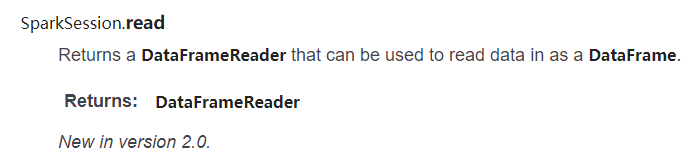 SparkSession.read
Returns a DataFrameReader that can be used to read data in as a DataFrame.
Returns: DataFrameReader
New in version 2.0.